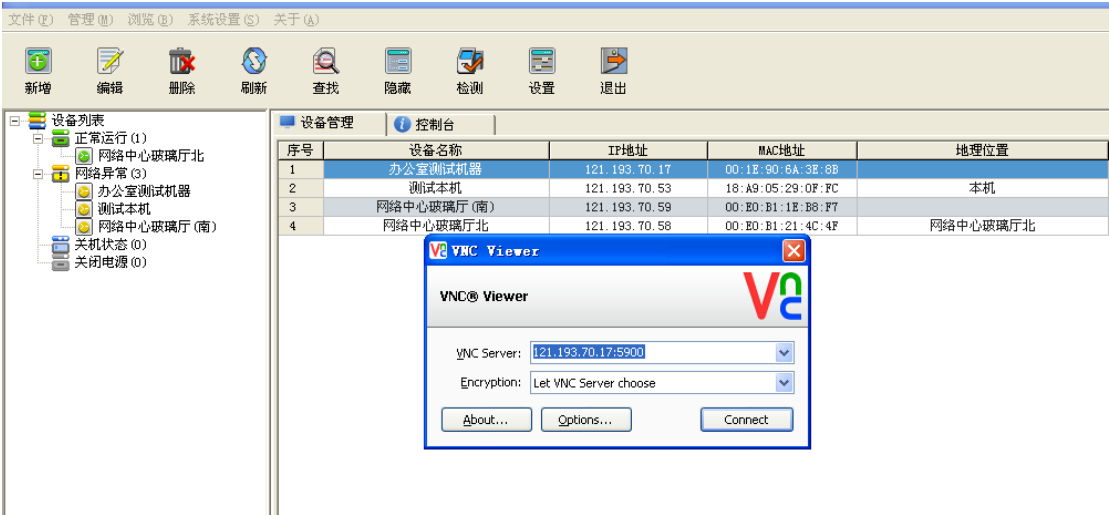 文件(F) 管理(M) 浏览(B) 系统设置(S) 关于(A)
新增 编辑 删除 刷新 查找 隐藏 检测 设置 退出
设备列表
正常运行(1)
网络中心玻璃厅北
网络异常(3)
办公室测试机器
测试本机
网络中心玻璃厅(南)
关机状态(0)
关闭电源(0)
设备管理 控制台
序号 设备名称 IP地址 MAC地址 地理位置
1 办公室测试机器 121.193.70.17 00:1E:90:6A:3E:8B
2 测试本机 121.193.70.53 18:A9:05:29:0F:FC 本机
3 网络中心玻璃厅(南) 121.193.70.59 00:E0:B1:1E:B8:F7
4 网络中心玻璃厅北 121.193.70.58 00:E0:B1:21:4C:4F 网络中心玻璃厅北
VNC Viewer
VNC® Viewer
VNC Server: 121.193.70.17:5900
Encryption: Let VNC Server choose
About... Options... Connect